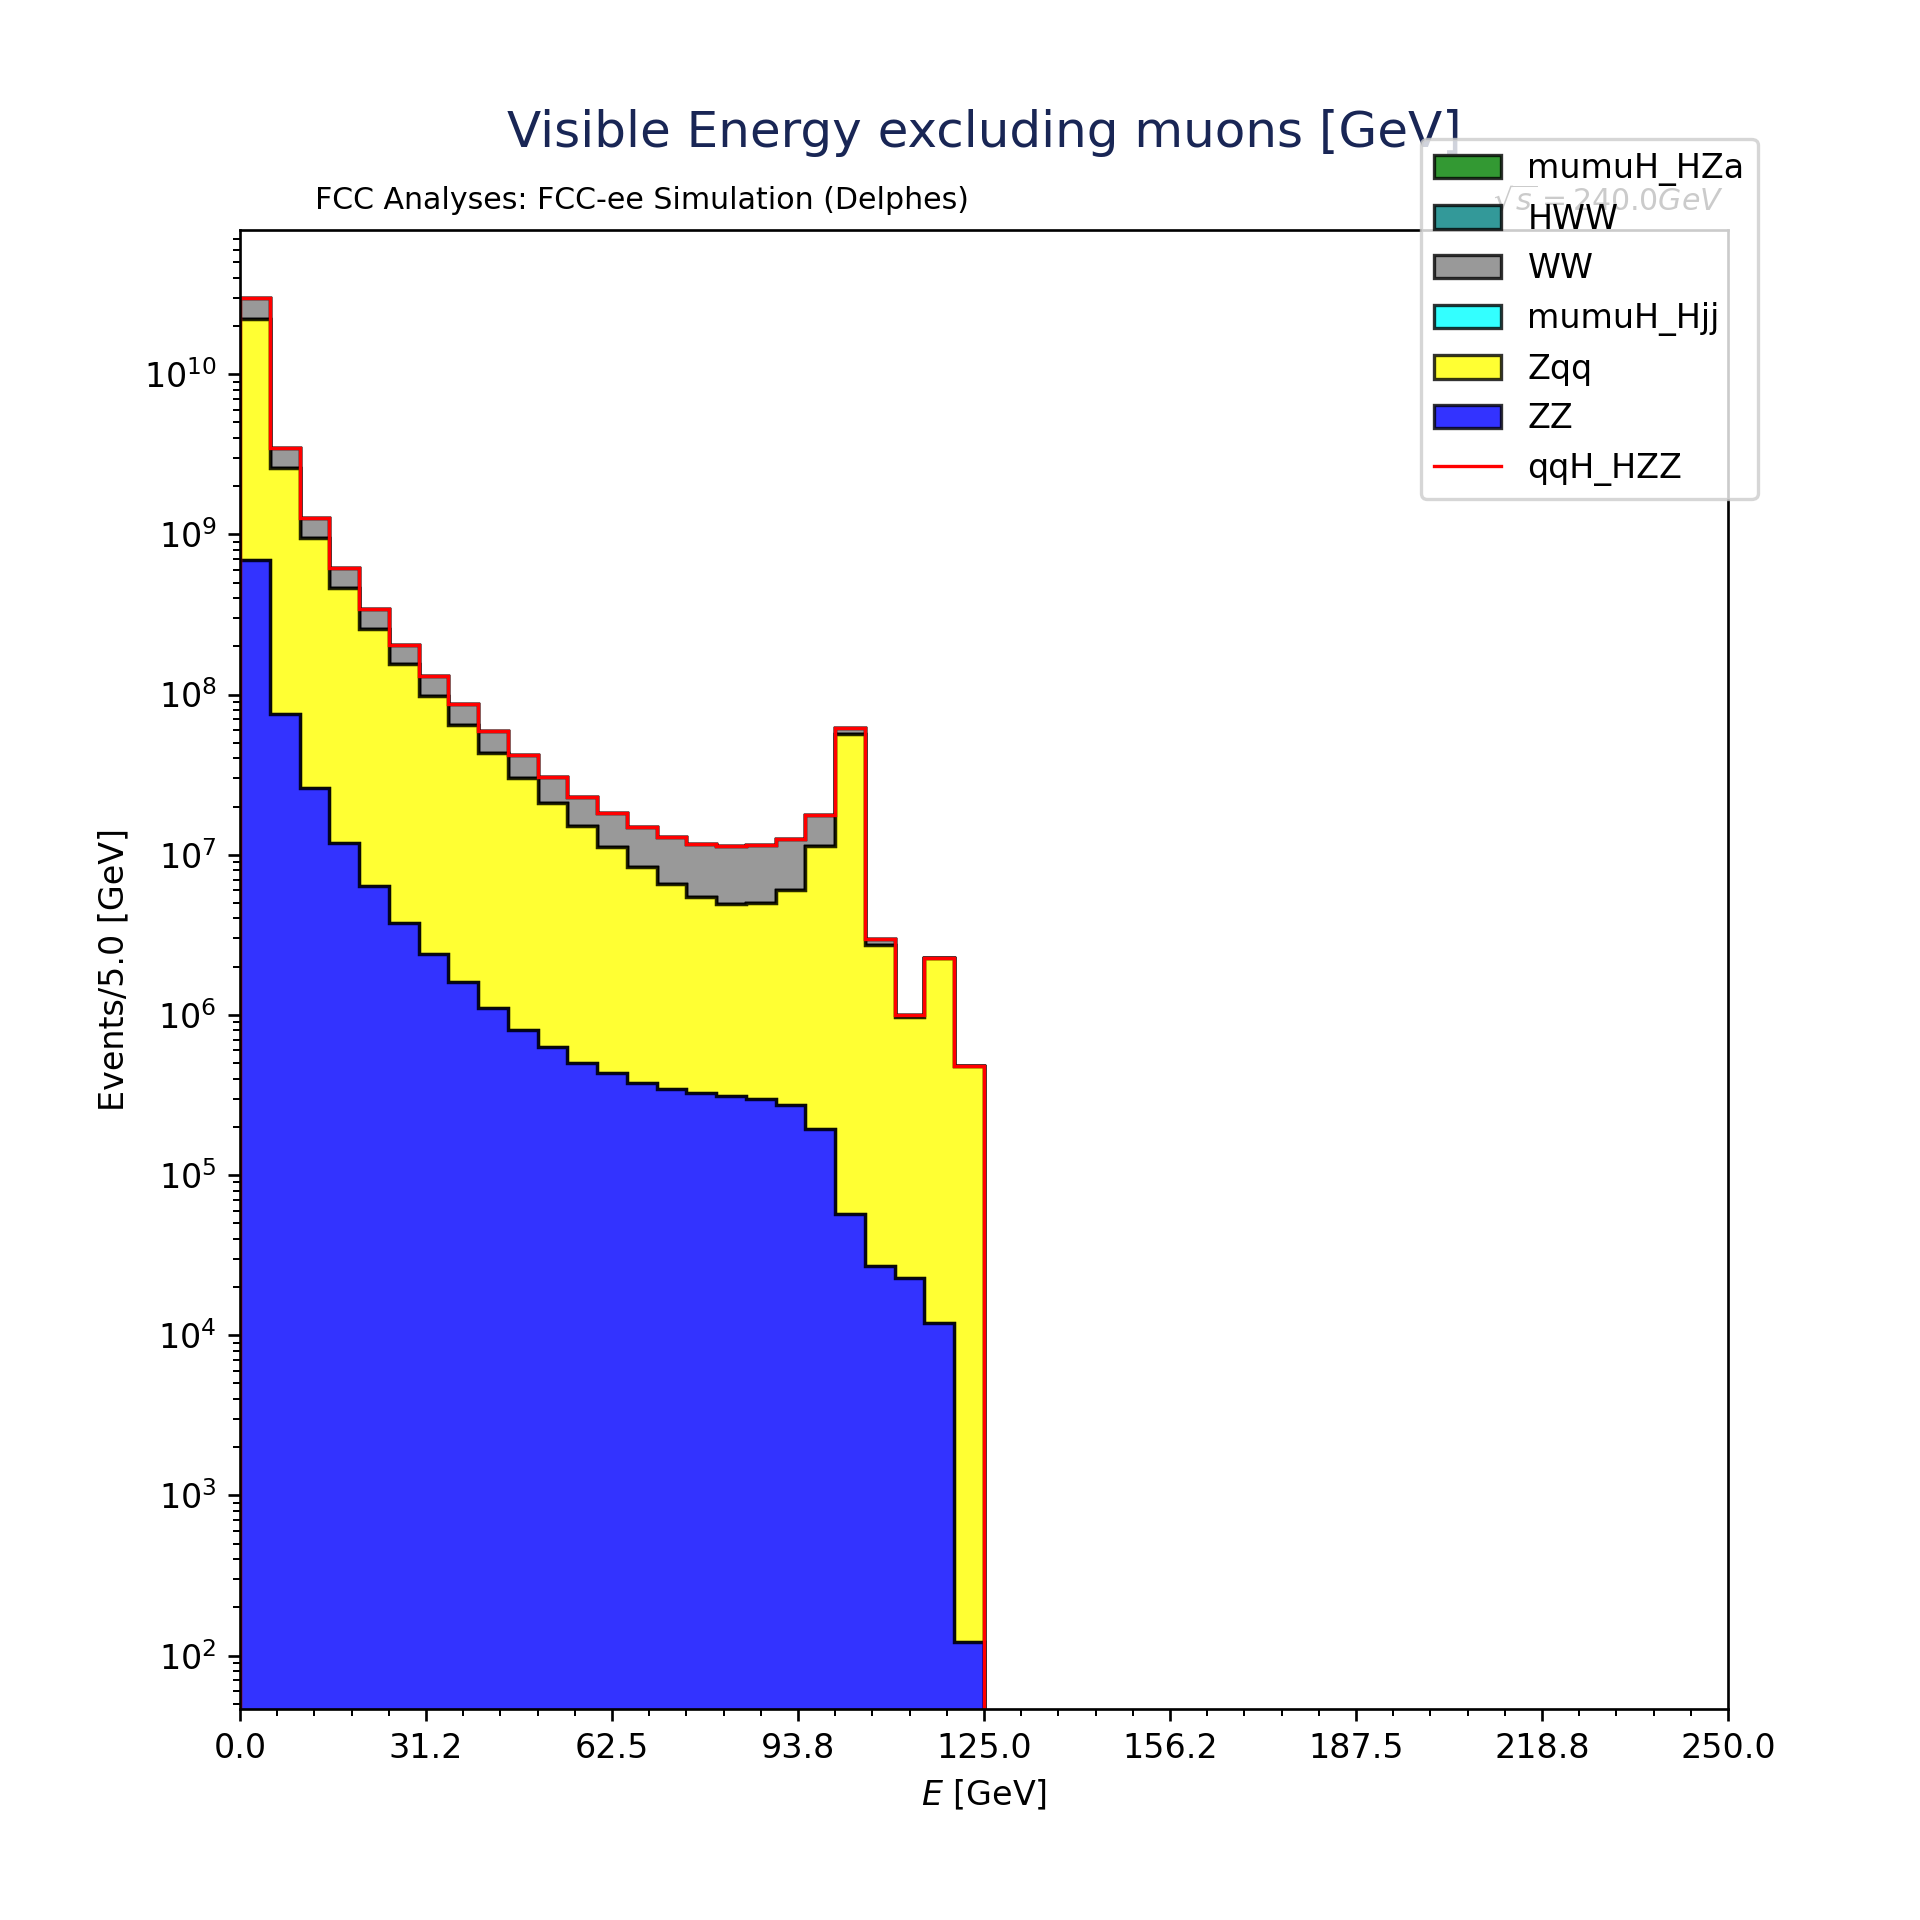 Visible Energy excluding muons [GeV]
FCC Analyses: FCC-ee Simulation (Delphes)
√s = 240.0GeV
mumuH_HZa
HWW
WW
mumuH_Hjj
Zqq
ZZ
qqH_HZZ
Events/5.0 [GeV]
10^10
10^9
10^8
10^7
10^6
10^5
10^4
10^3
10^2
0.0 31.2 62.5 93.8 125.0 156.2 187.5 218.8 250.0
E [GeV]